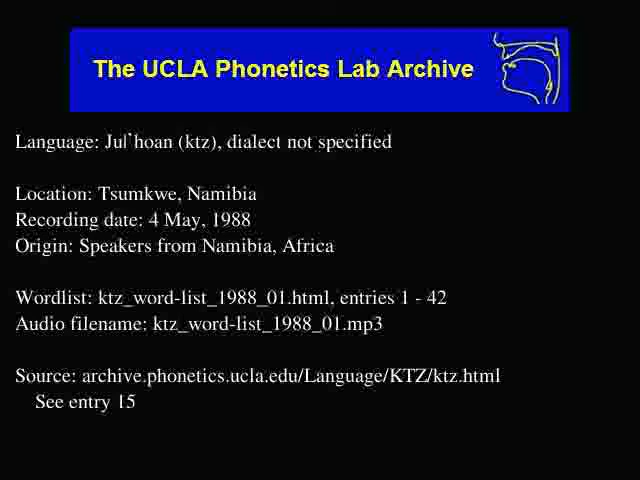 The UCLA Phonetics Lab Archive
Language: Ju|'hoan (ktz), dialect not specified
Location: Tsumkwe, Namibia
Recording date: 4 May, 1988
Origin: Speakers from Namibia, Africa
Wordlist: ktz_word-list_1988_01.html, entries 1 - 42
Audio filename: ktz_word-list_1988_01.mp3
Source: archive.phonetics.ucla.edu/Language/KTZ/ktz.html
See entry 15